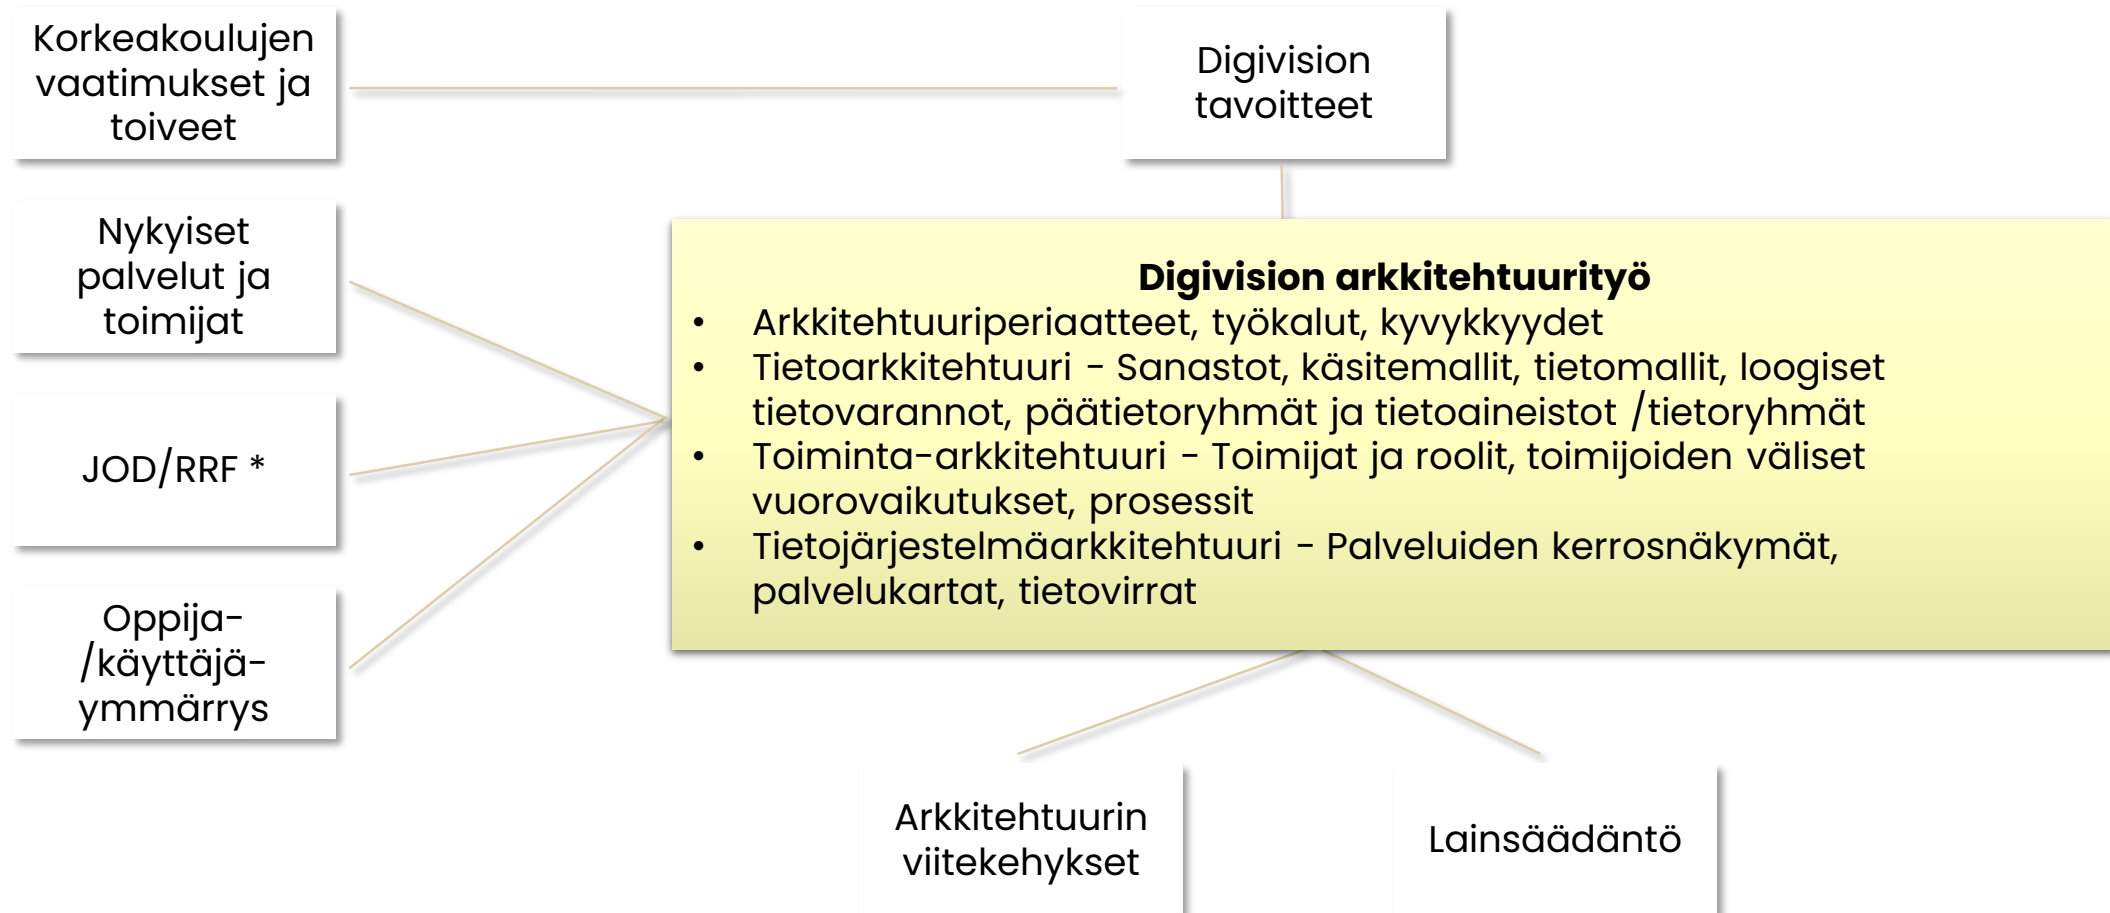 Korkeakoulujen
vaatimukset ja
toiveet
Digivision
tavoitteet
Nykyiset
palvelut ja
toimijat
JOD/RRF *
Oppija-
/käyttäjä-
ymmärrys
Digivision arkkitehtuurityö
• Arkkitehtuuriperiaatteet, työkalut, kyvykkyydet
• Tietoarkkitehtuuri - Sanastot, käsitemallit, tietomallit, loogiset
tietovarannot, päätietoryhmät ja tietoaineistot /tietoryhmät
• Toiminta-arkkitehtuuri - Toimijat ja roolit, toimijoiden väliset
vuorovaikutukset, prosessit
• Tietojärjestelmäarkkitehtuuri - Palveluiden kerrosnäkymät,
palvelukartat, tietovirrat
Arkkitehtuurin
viitekehykset
Lainsäädäntö